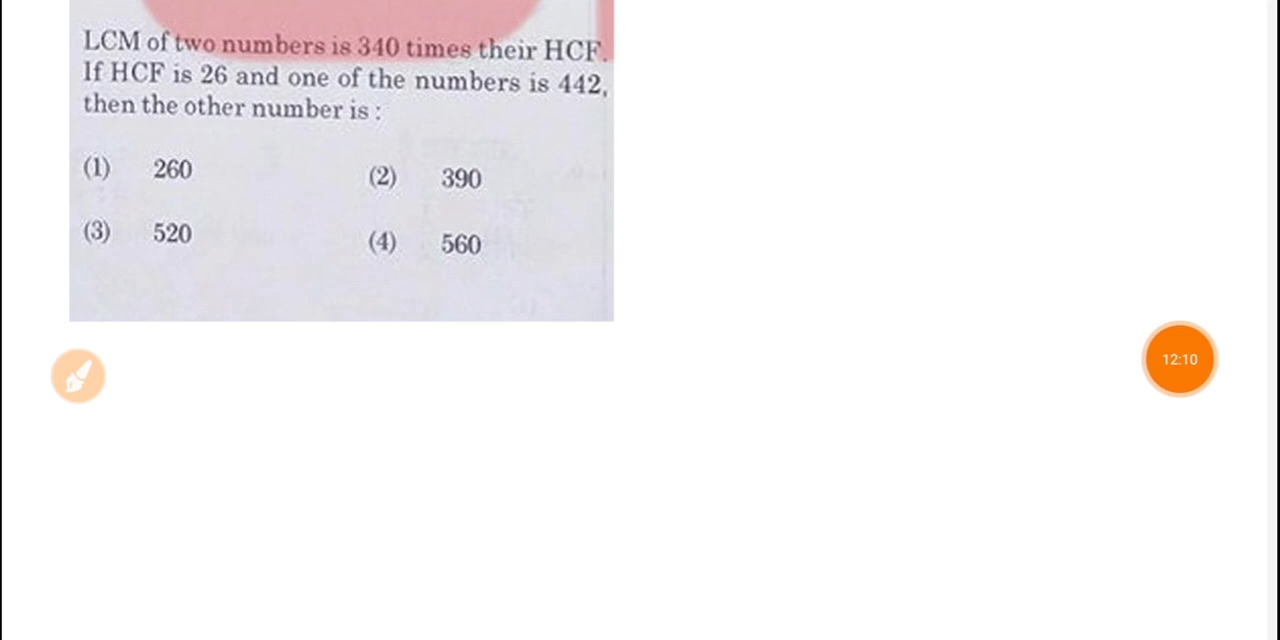 LCM of two numbers is 340 times their HCF.
If HCF is 26 and one of the numbers is 442,
then the other number is :
(1) 260 (2) 390
(3) 520 (4) 560
12:10